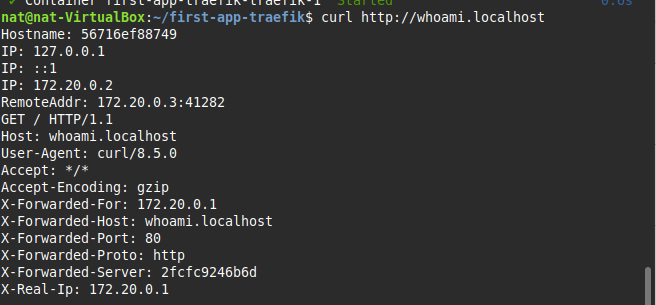 ✓ Container first-app-traefik-traefik-1 Started 0.6s
nat@nat-VirtualBox:~/first-app-traefik$ curl http://whoami.localhost
Hostname: 56716ef88749
IP: 127.0.0.1
IP: ::1
IP: 172.20.0.2
RemoteAddr: 172.20.0.3:41282
GET / HTTP/1.1
Host: whoami.localhost
User-Agent: curl/8.5.0
Accept: */*
Accept-Encoding: gzip
X-Forwarded-For: 172.20.0.1
X-Forwarded-Host: whoami.localhost
X-Forwarded-Port: 80
X-Forwarded-Proto: http
X-Forwarded-Server: 2fcfc9246b6d
X-Real-Ip: 172.20.0.1